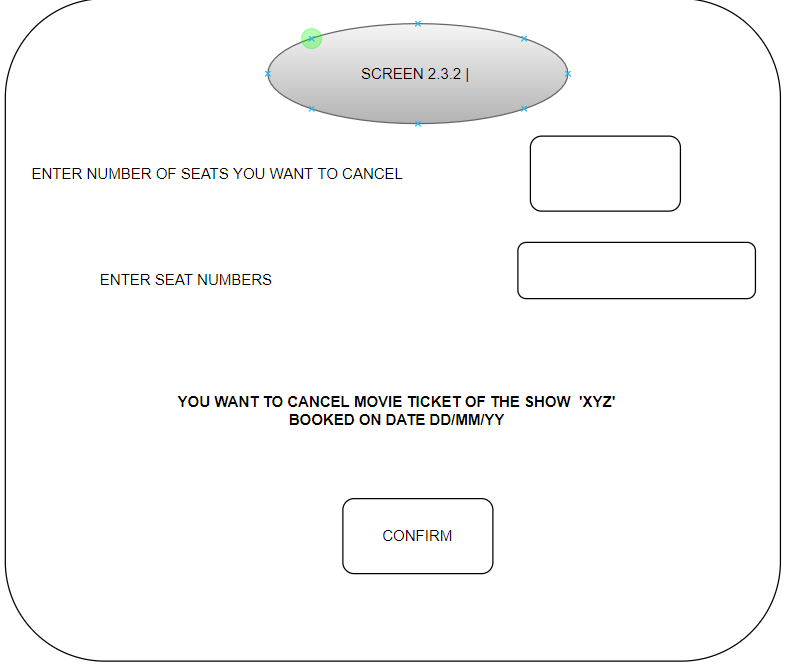 SCREEN 2.3.2 |
ENTER NUMBER OF SEATS YOU WANT TO CANCEL
ENTER SEAT NUMBERS
YOU WANT TO CANCEL MOVIE TICKET OF THE SHOW 'XYZ'
BOOKED ON DATE DD/MM/YY
CONFIRM